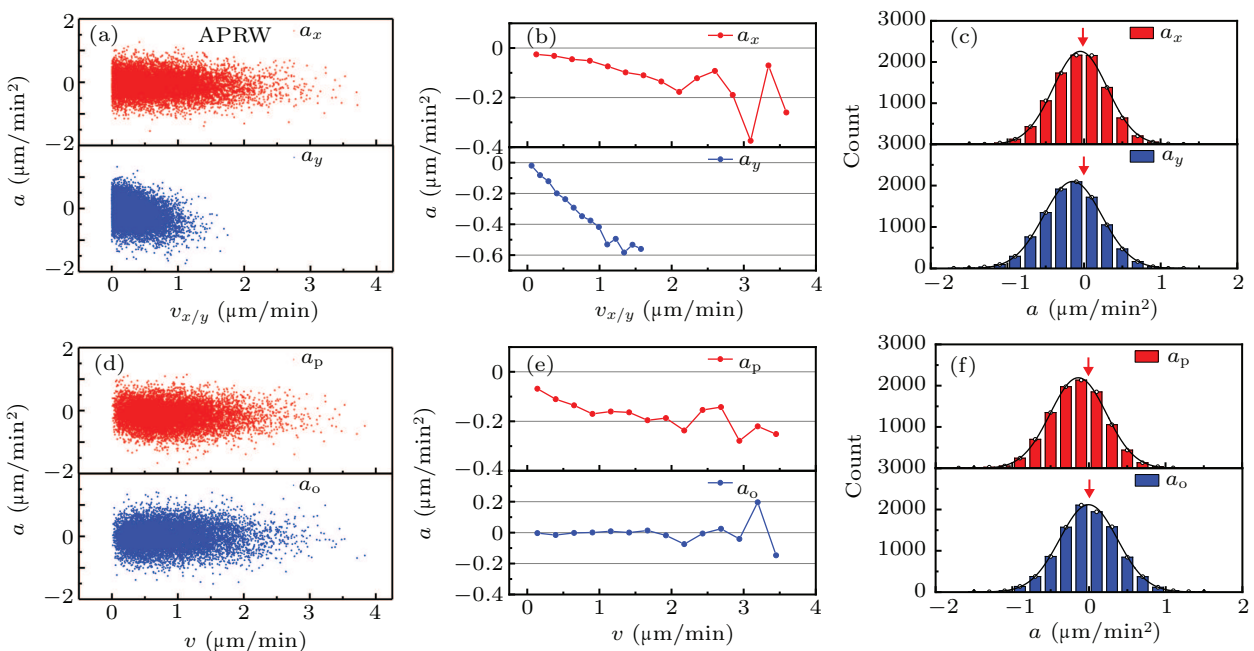 (a) APRW
a_x
2
0
−2
a_y
2
0
−2
a (μm/min²)
0 1 2 3 4
v_{x/y} (μm/min)
(b)
a_x
0
−0.2
−0.4
a_y
0
−0.2
−0.4
−0.6
a (μm/min²)
0 1 2 3 4
v_{x/y} (μm/min)
(c)
a_x
3000
2000
1000
3000
a_y
2000
1000
0
Count
−2 −1 0 1 2
a (μm/min²)
(d)
a_p
2
0
−2
a_o
2
0
−2
a (μm/min²)
0 1 2 3 4
v (μm/min)
(e)
a_p
0
−0.2
−0.4
a_o
0.2
0
−0.2
0.4
a (μm/min²)
0 1 2 3 4
v (μm/min)
(f)
a_p
3000
2000
1000
3000
a_o
2000
1000
0
Count
−2 −1 0 1 2
a (μm/min²)